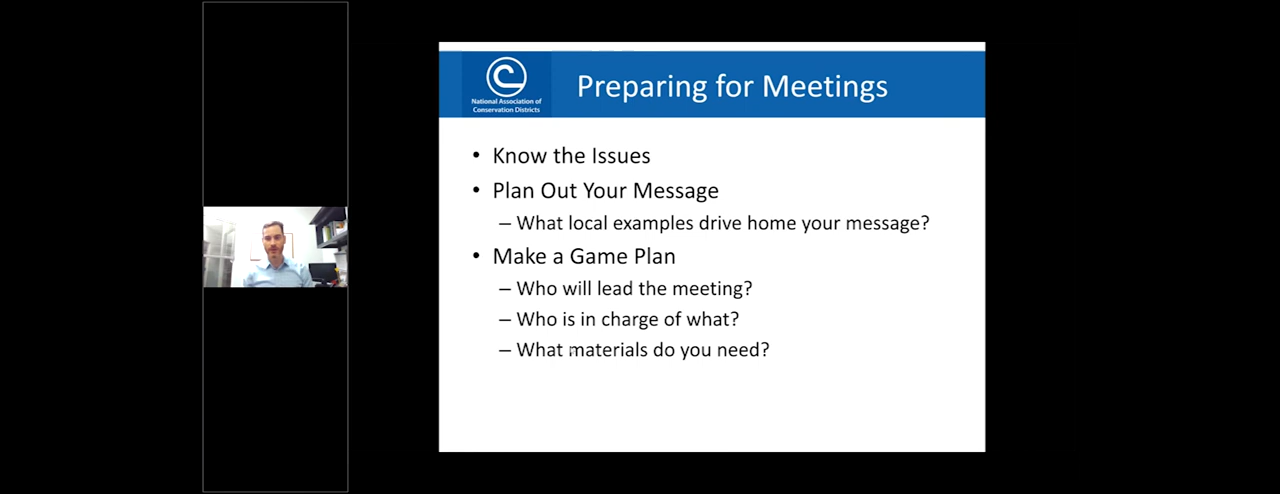 National Association of
Conservation Districts
Preparing for Meetings
• Know the Issues
• Plan Out Your Message
– What local examples drive home your message?
• Make a Game Plan
– Who will lead the meeting?
– Who is in charge of what?
– What materials do you need?